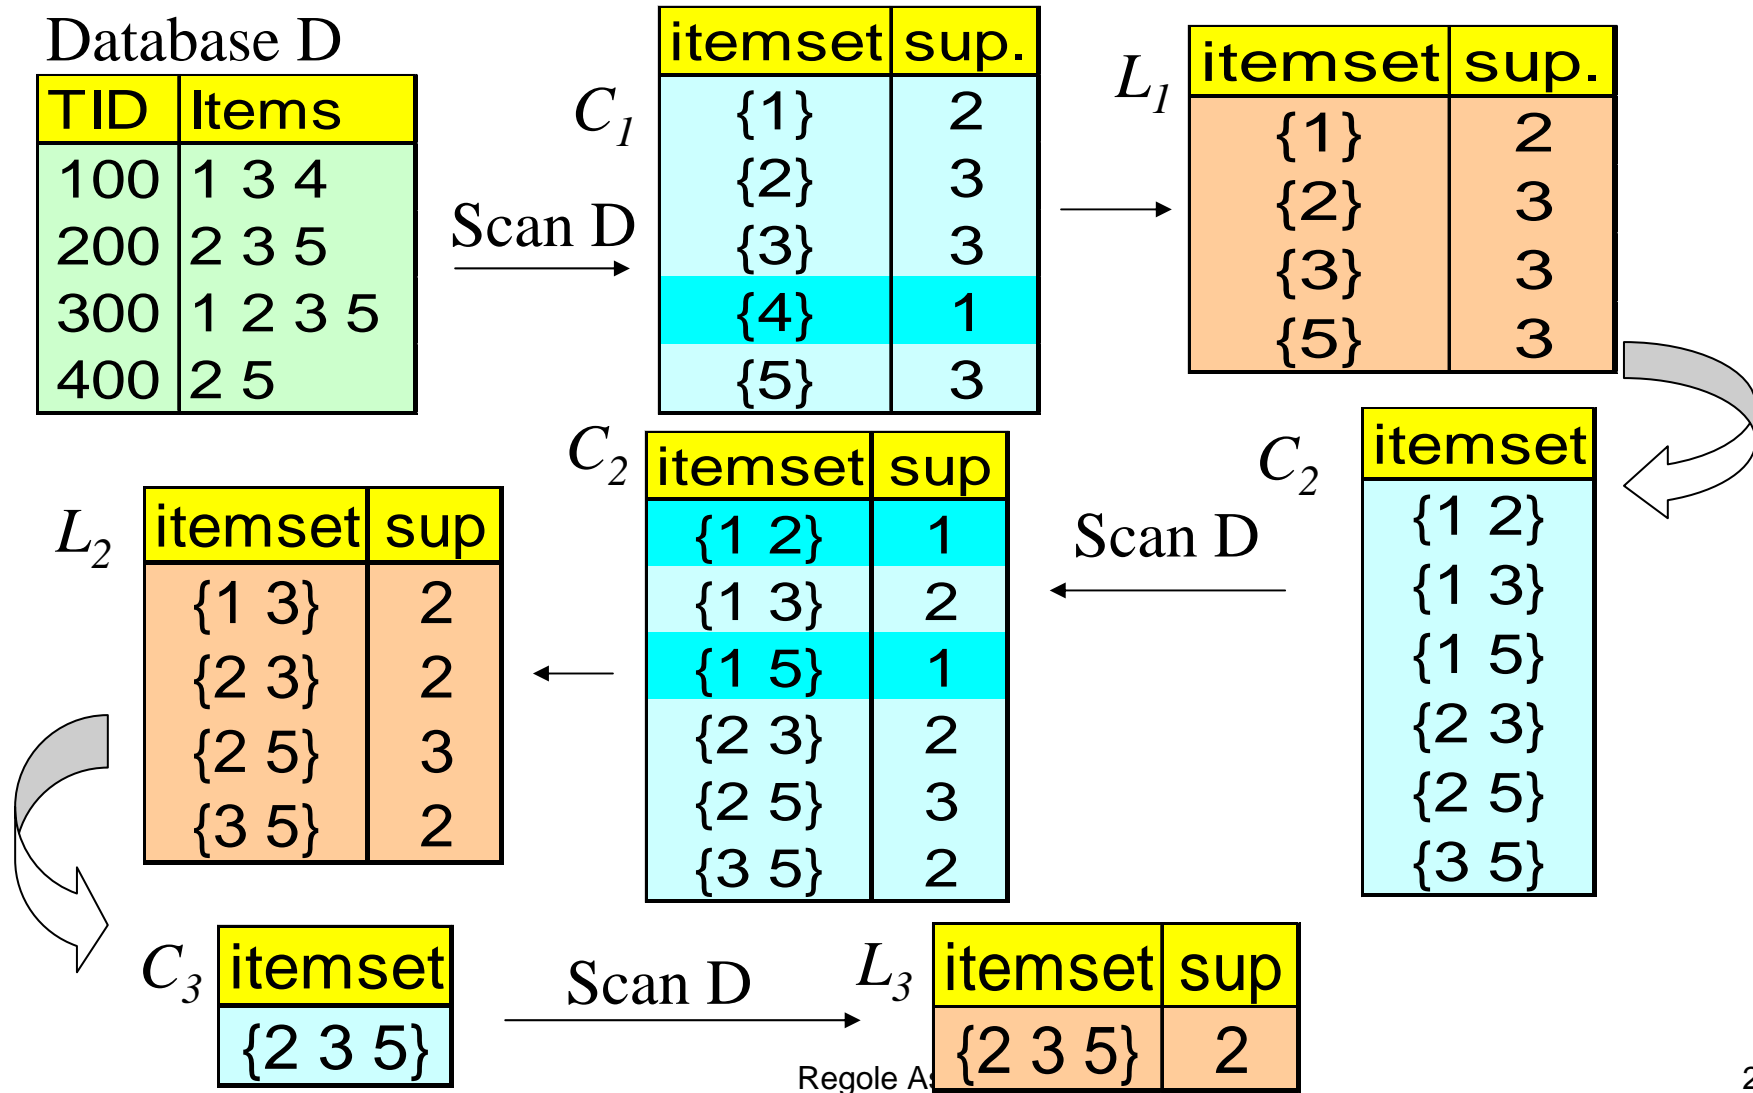 Database D
TID Items
100 1 3 4
200 2 3 5
300 1 2 3 5
400 2 5
Scan D
C1
itemset sup.
{1} 2
{2} 3
{3} 3
{4} 1
{5} 3
L1
itemset sup.
{1} 2
{2} 3
{3} 3
{5} 3
C2
itemset
{1 2}
{1 3}
{1 5}
{2 3}
{2 5}
{3 5}
Scan D
C2
itemset sup
{1 2} 1
{1 3} 2
{1 5} 1
{2 3} 2
{2 5} 3
{3 5} 2
L2
itemset sup
{1 3} 2
{2 3} 2
{2 5} 3
{3 5} 2
C3
itemset
{2 3 5}
Scan D
L3
itemset sup
{2 3 5} 2
Regole